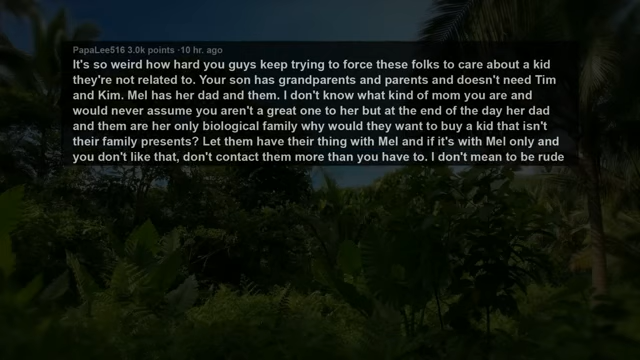 PapaLee516 3.0k points ·10 hr. ago
It's so weird how hard you guys keep trying to force these folks to care about a kid
they're not related to. Your son has grandparents and parents and doesn't need Tim
and Kim. Mel has her dad and them. I don't know what kind of mom you are and
would never assume you aren't a great one to her but at the end of the day her dad
and them are her only biological family why would they want to buy a kid that isn't
their family presents? Let them have their thing with Mel and if it's with Mel only and
you don't like that, don't contact them more than you have to. I don't mean to be rude